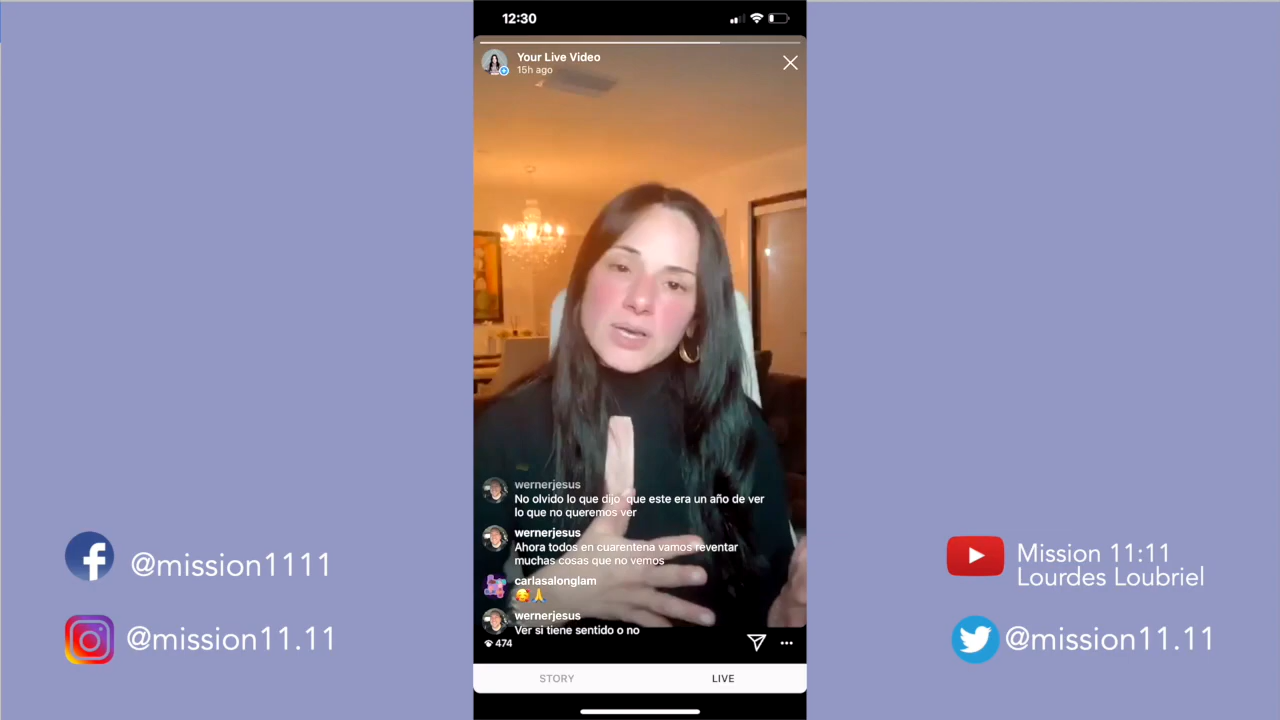 12:30
Your Live Video
15h ago
wernerjesus
No olvido lo que dijo que este era un año de ver
lo que no queremos ver
wernerjesus
Ahora todos en cuarentena vamos reventar
muchas cosas que no vemos
carlasalonglam
🥰🙏
wernerjesus
Ver si tiene sentido o no
474
STORY
LIVE
@mission1111
@mission11.11
Mission 11:11
Lourdes Loubriel
@mission11.11